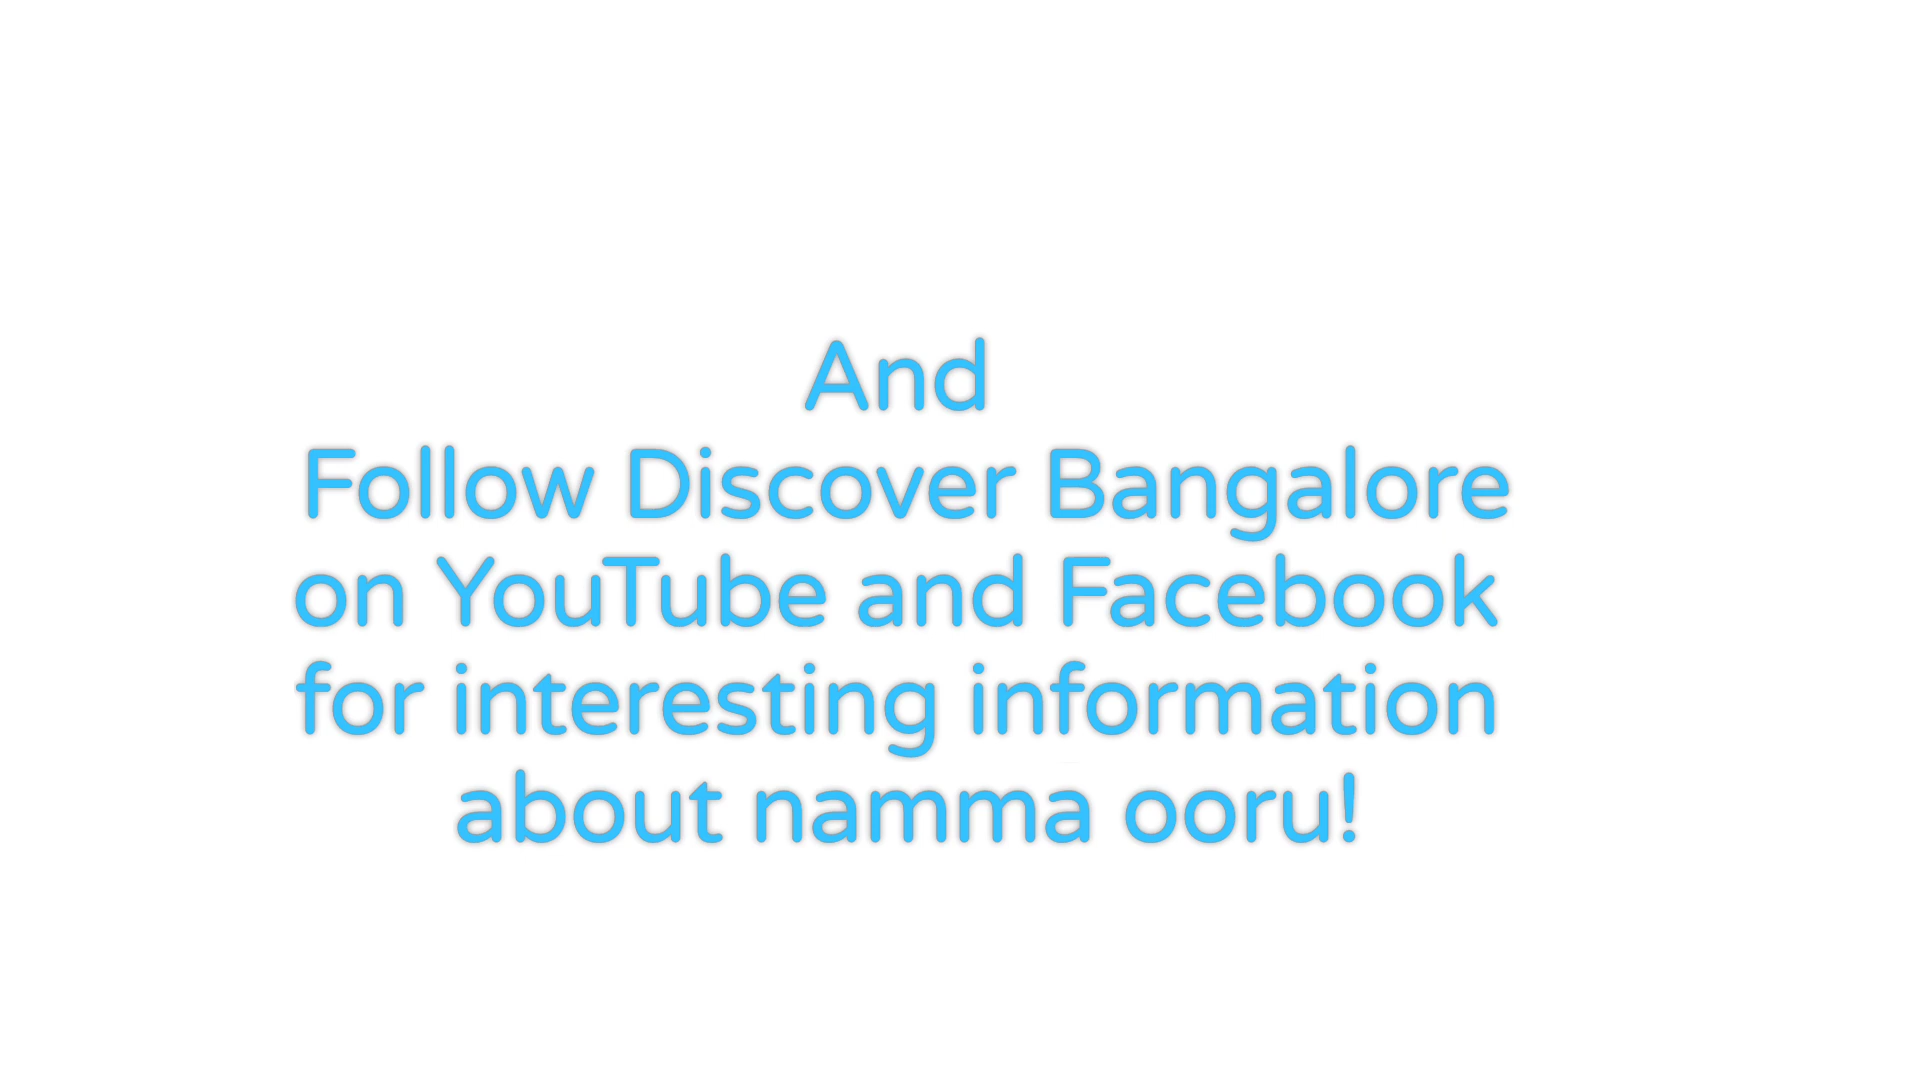 And
Follow Discover Bangalore
on YouTube and Facebook
for interesting information
about namma ooru!